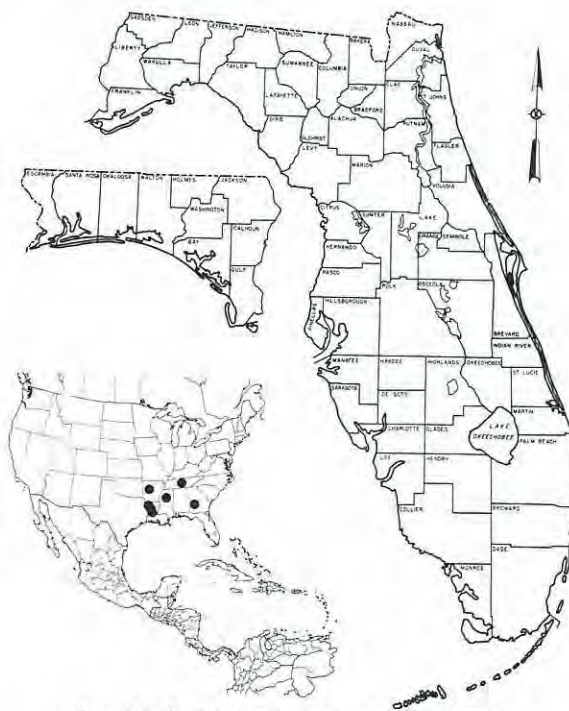 GADSDEN
LEON
JEFFERSON
MADISON
HAMILTON
NASSAU
BAKER
DUVAL
LIBERTY
WAKULLA
TAYLOR
SUWANNEE
COLUMBIA
FRANKLIN
LAFAYETTE
UNION
BRADFORD
CLAY
ST JOHNS
DIXIE
GILCHRIST
ALACHUA
PUTNAM
LEVY
FLAGLER
MARION
VOLUSIA
ESCAMBIA
SANTA ROSA
OKALOOSA
WALTON
HOLMES
JACKSON
WASHINGTON
BAY
CALHOUN
GULF
CITRUS
SUMTER
LAKE
ORANGE
SEMINOLE
HERNANDO
PASCO
POLK
OSCEOLA
HILLSBOROUGH
PINELLAS
BREVARD
INDIAN RIVER
MANATEE
HARDEE
HIGHLANDS
OKEECHOBEE
ST LUCIE
SARASOTA
DE SOTO
MARTIN
CHARLOTTE
GLADES
LAKE
OKEECHOBEE
PALM BEACH
LEE
HENDRY
COLLIER
BROWARD
DADE
MONROE